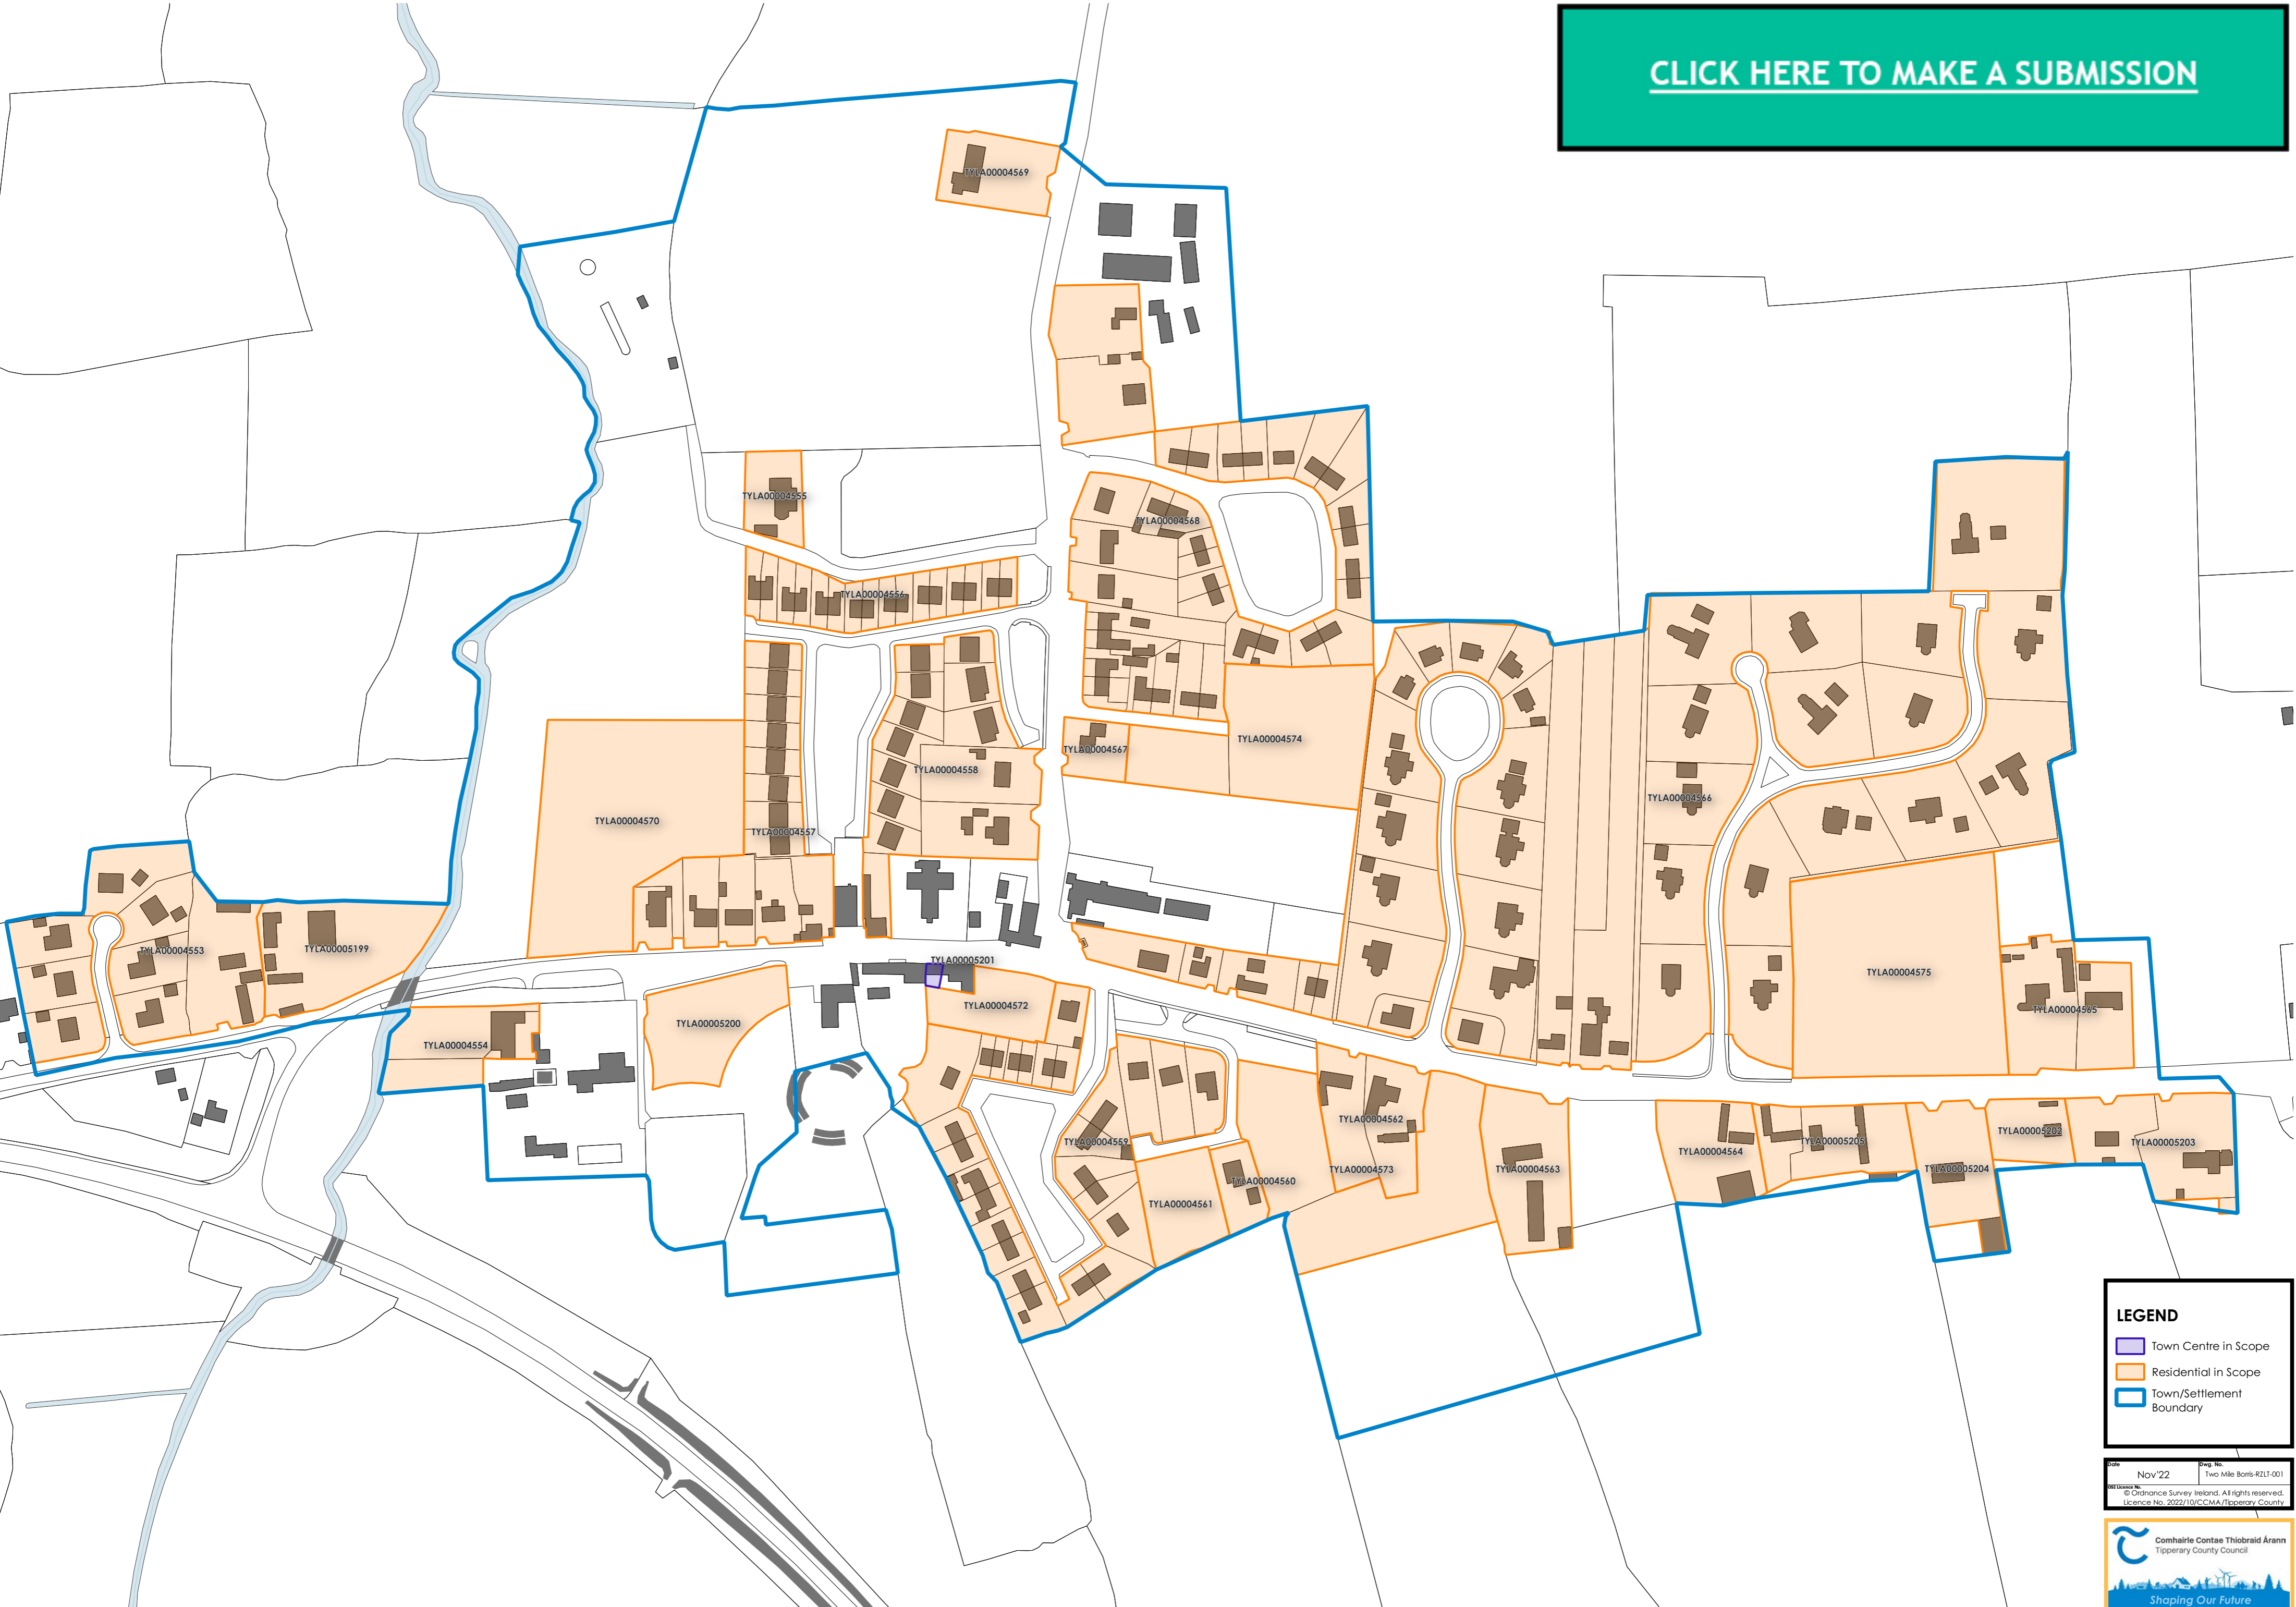 CLICK HERE TO MAKE A SUBMISSION
TYLA00004569
TYLA00004555
TYLA00004568
TYLA00004556
TYLA00004567
TYLA00004574
TYLA00004558
TYLA00004566
TYLA00004570
TYLA00004557
TYLA00004553
TYLA00005199
TYLA00005201
TYLA00004575
TYLA00004572
TYLA00004565
TYLA00005200
TYLA00004554
TYLA00004562
TYLA00004559
TYLA00005202
TYLA00005205
TYLA00005203
TYLA00004564
TYLA00004573
TYLA00004563
TYLA00005204
TYLA00004560
TYLA00004561
LEGEND
Town Centre in Scope
Residential in Scope
Town/Settlement
Boundary
Date
Dwg. No.
Nov'22
Two Mile Borris-RZLT-001
OSI Licence No.
© Ordnance Survey Ireland. All rights reserved.
Licence No. 2022/10/CCMA/Tipperary County
Comhairle Contae Thiobraid Árann
Tipperary County Council
Shaping Our Future